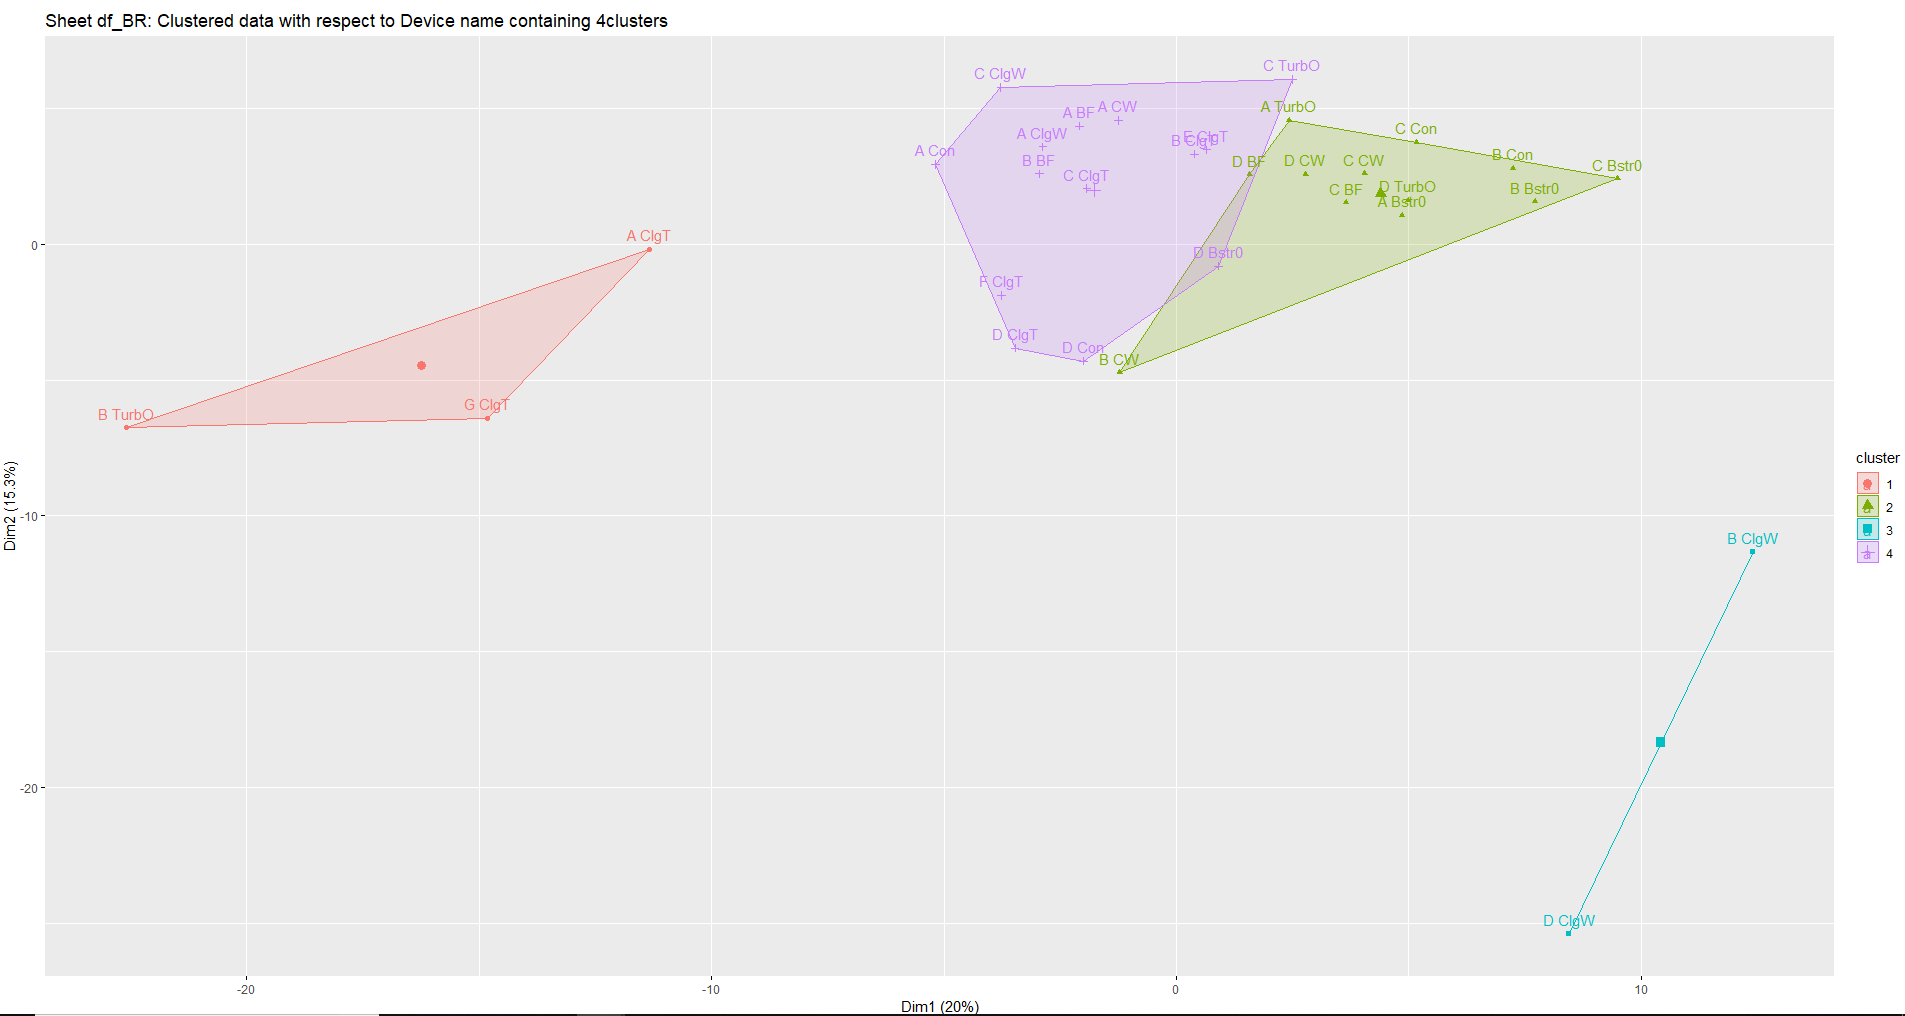 Sheet df_BR: Clustered data with respect to Device name containing 4clusters
C TurbO
C ClgW
A TurbO
A CW
A BF
C Con
A ClgW
E ClgT
B ClgT
A Con
B Con
B BF
D BF
D CW
C CW
C Bstr0
C ClgT
D TurbO
C BF
B Bstr0
A Bstr0
A ClgT
0
D Bstr0
F ClgT
D ClgT
D Con
B CW
G ClgT
B TurbO
cluster
1
2
3
4
Dim2 (15.3%)
-10
B ClgW
-20
D ClgW
-20
-10
0
10
Dim1 (20%)